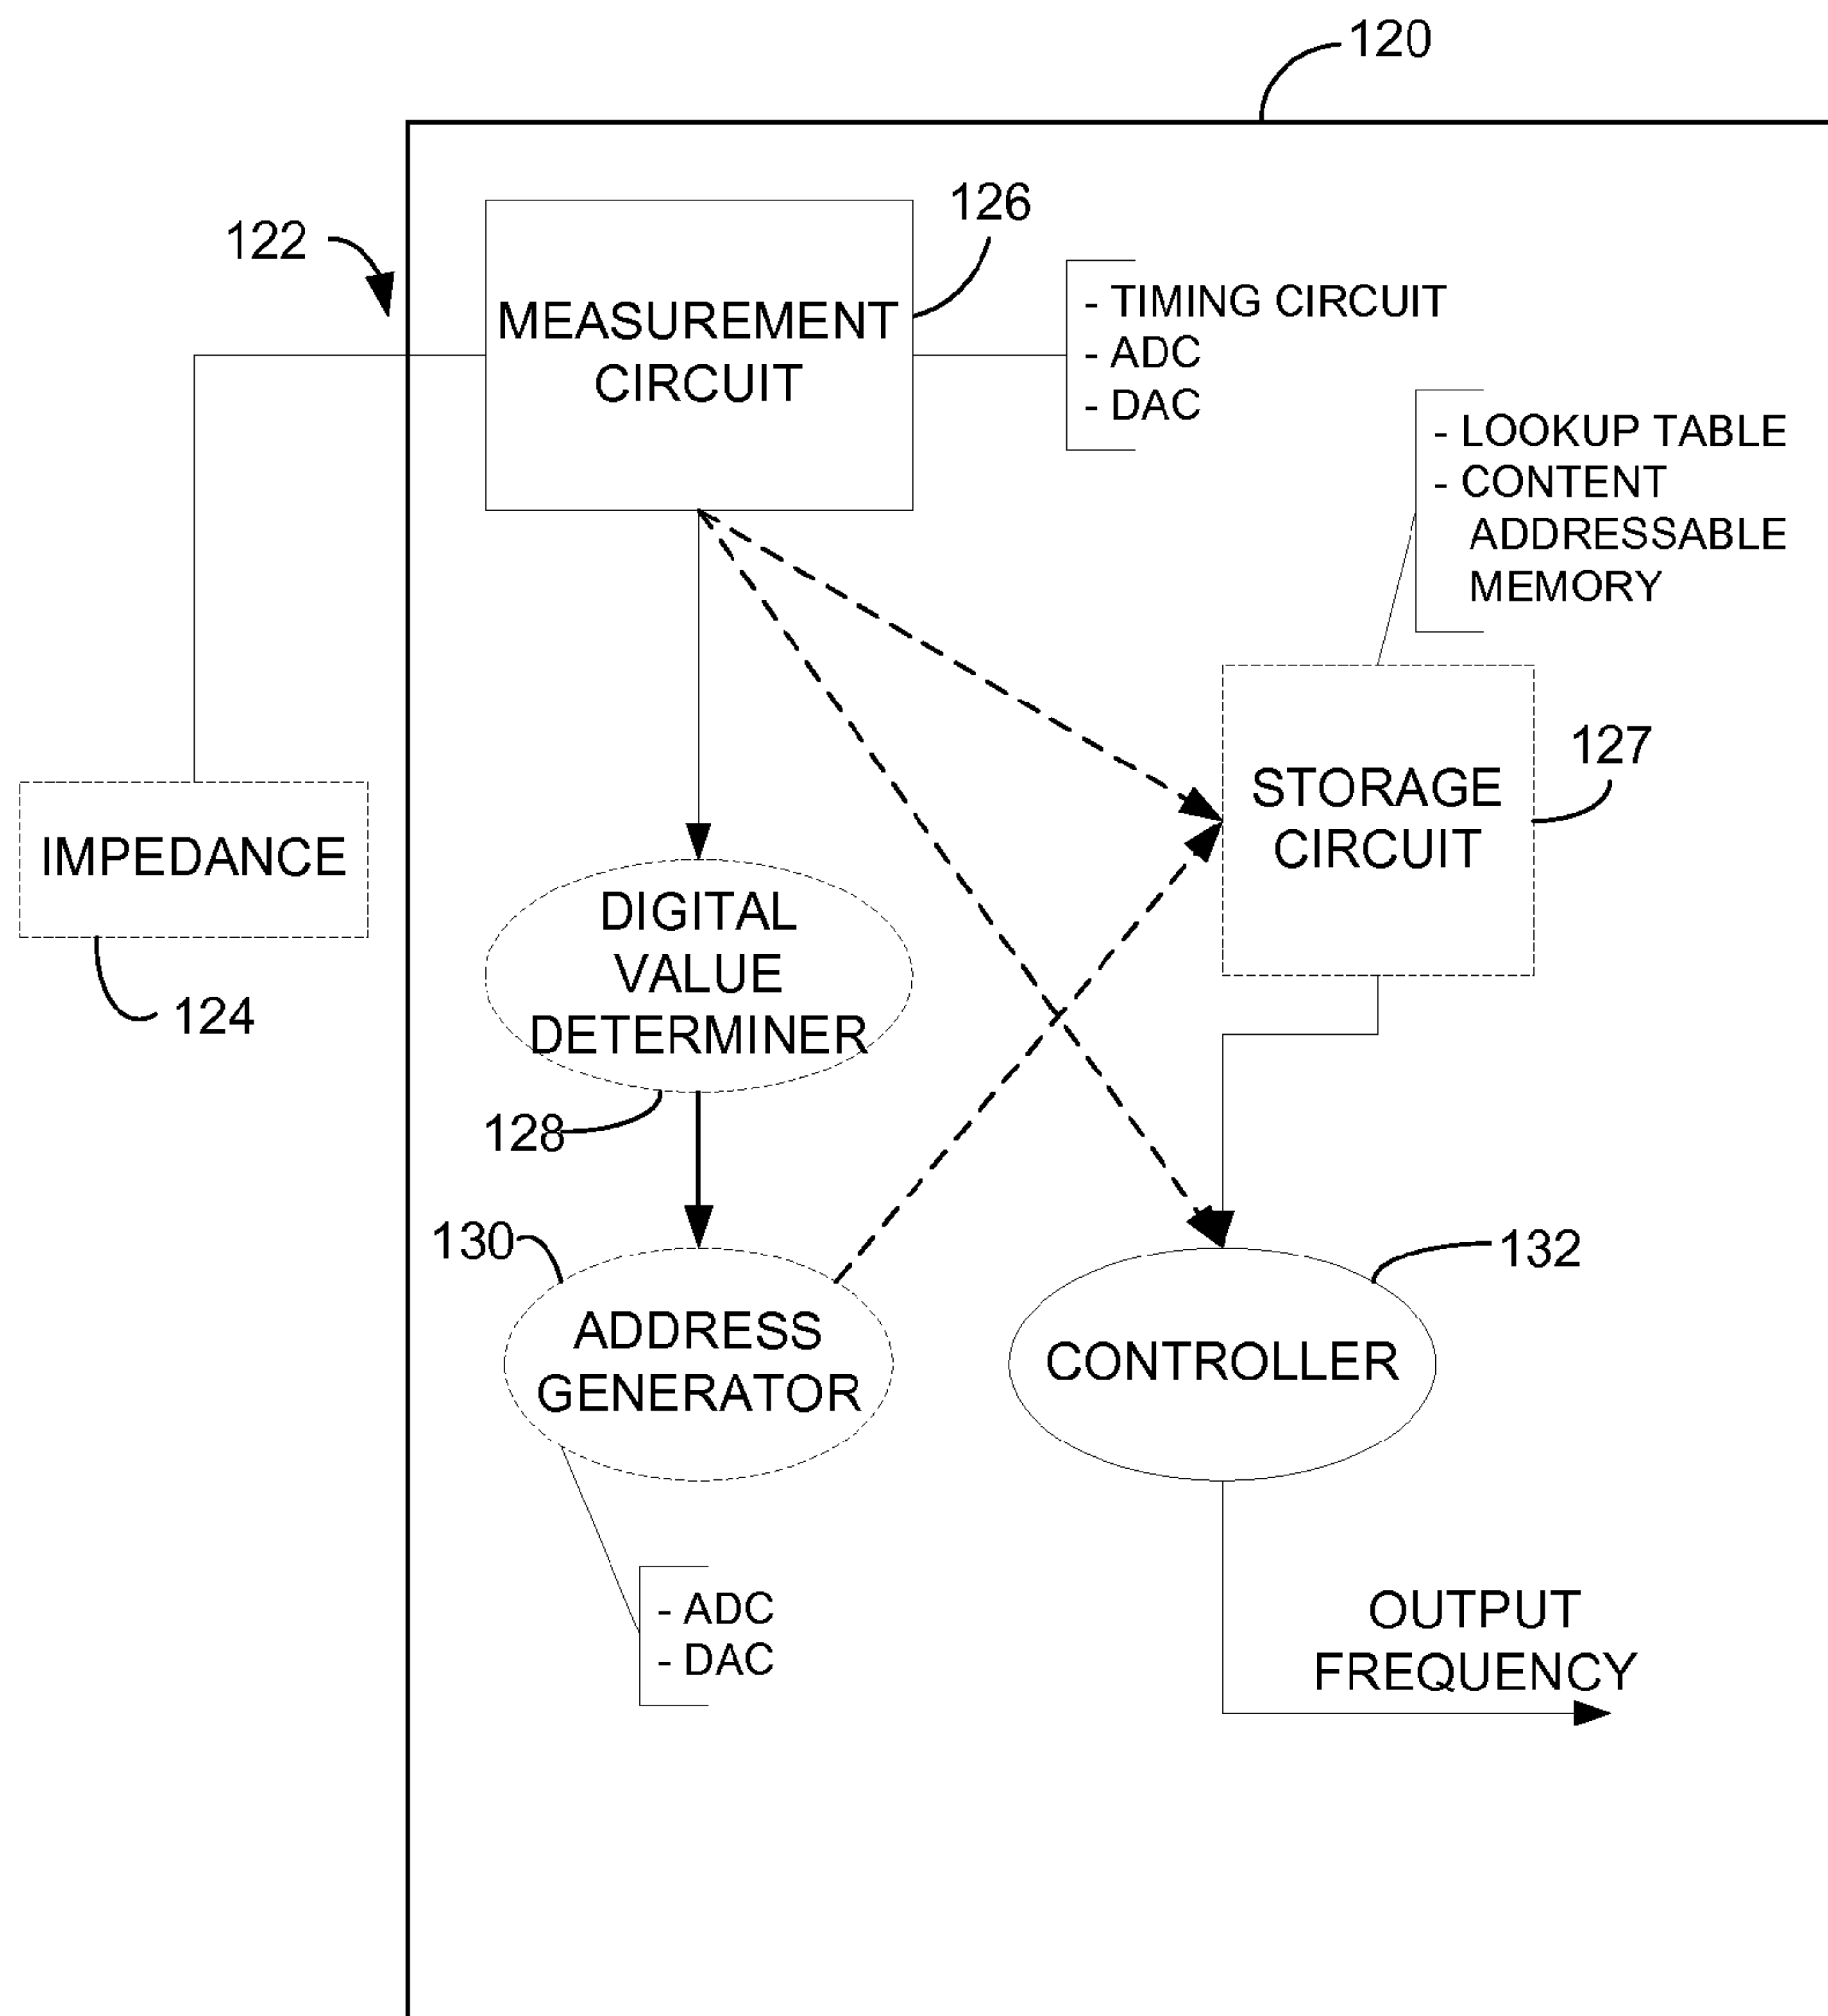 120
122
126
MEASUREMENT
CIRCUIT
- TIMING CIRCUIT
- ADC
- DAC
- LOOKUP TABLE
- CONTENT
ADDRESSABLE
MEMORY
127
STORAGE
CIRCUIT
IMPEDANCE
124
DIGITAL
VALUE
DETERMINER
128
130
ADDRESS
GENERATOR
132
CONTROLLER
- ADC
- DAC
OUTPUT
FREQUENCY